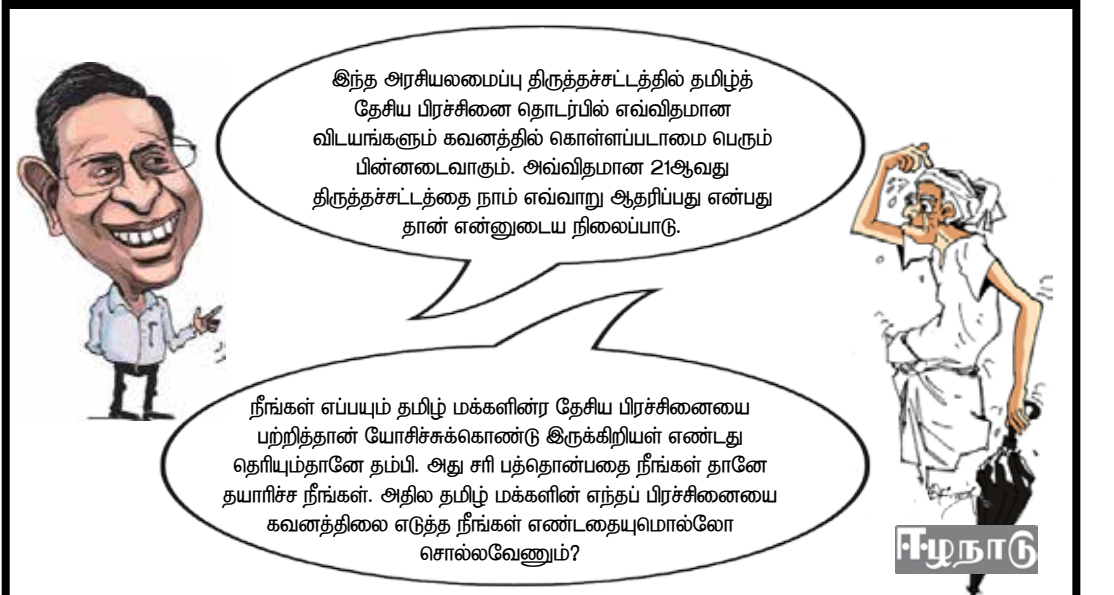 இந்த அரசியலமைப்பு திருத்தச்சட்டத்தில் தமிழ்த்
தேசிய பிரச்சினை தொடர்பில் எவ்விதமான
விடயங்களும் கவனத்தில் கொள்ளப்படாமை பெரும்
பின்னடைவாகும். அவ்விதமான 21ஆவது
திருத்தச்சட்டத்தை நாம் எவ்வாறு ஆதரிப்பது என்பது
தான் என்னுடைய நிலைப்பாடு.
நீங்கள் எப்பயும் தமிழ் மக்களின்ர தேசிய பிரச்சினையை
பற்றித்தான் யோசிச்சுக்கொண்டு இருக்கிறியள் எண்டது
தெரியும்தானே தம்பி. அது சரி பத்தொன்பதை நீங்கள் தானே
தயாரிச்ச நீங்கள். அதில தமிழ் மக்களின் எந்தப் பிரச்சினையை
கவனத்திலை எடுத்த நீங்கள் எண்டதையுமொல்லோ
சொல்லவேணும்?
ஈழநாடு